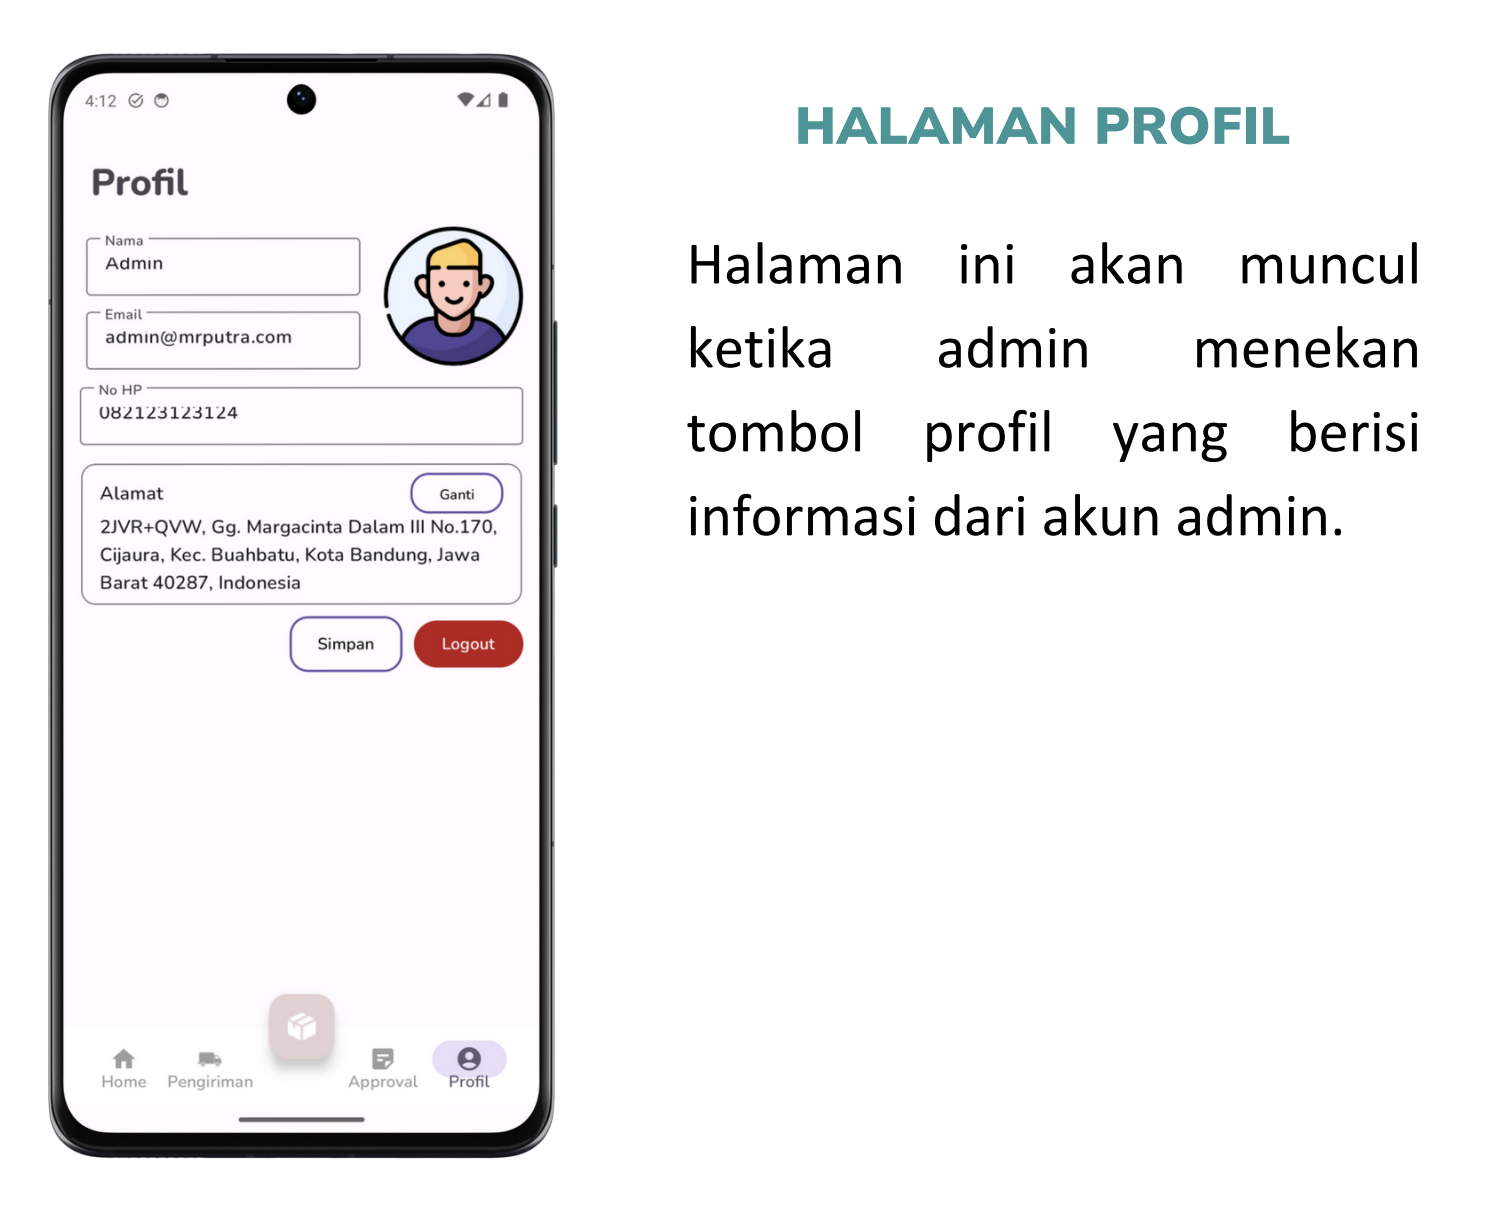 4:12
Profil
Nama
Admin
Email
admin@mrputra.com
No HP
082123123124
Alamat
Ganti
2JVR+QVW, Gg. Margacinta Dalam III No.170,
Cijaura, Kec. Buahbatu, Kota Bandung, Jawa
Barat 40287, Indonesia
Simpan
Logout
Home
Pengiriman
Approval
Profil
HALAMAN PROFIL
Halaman ini akan muncul
ketika admin menekan
tombol profil yang berisi
informasi dari akun admin.